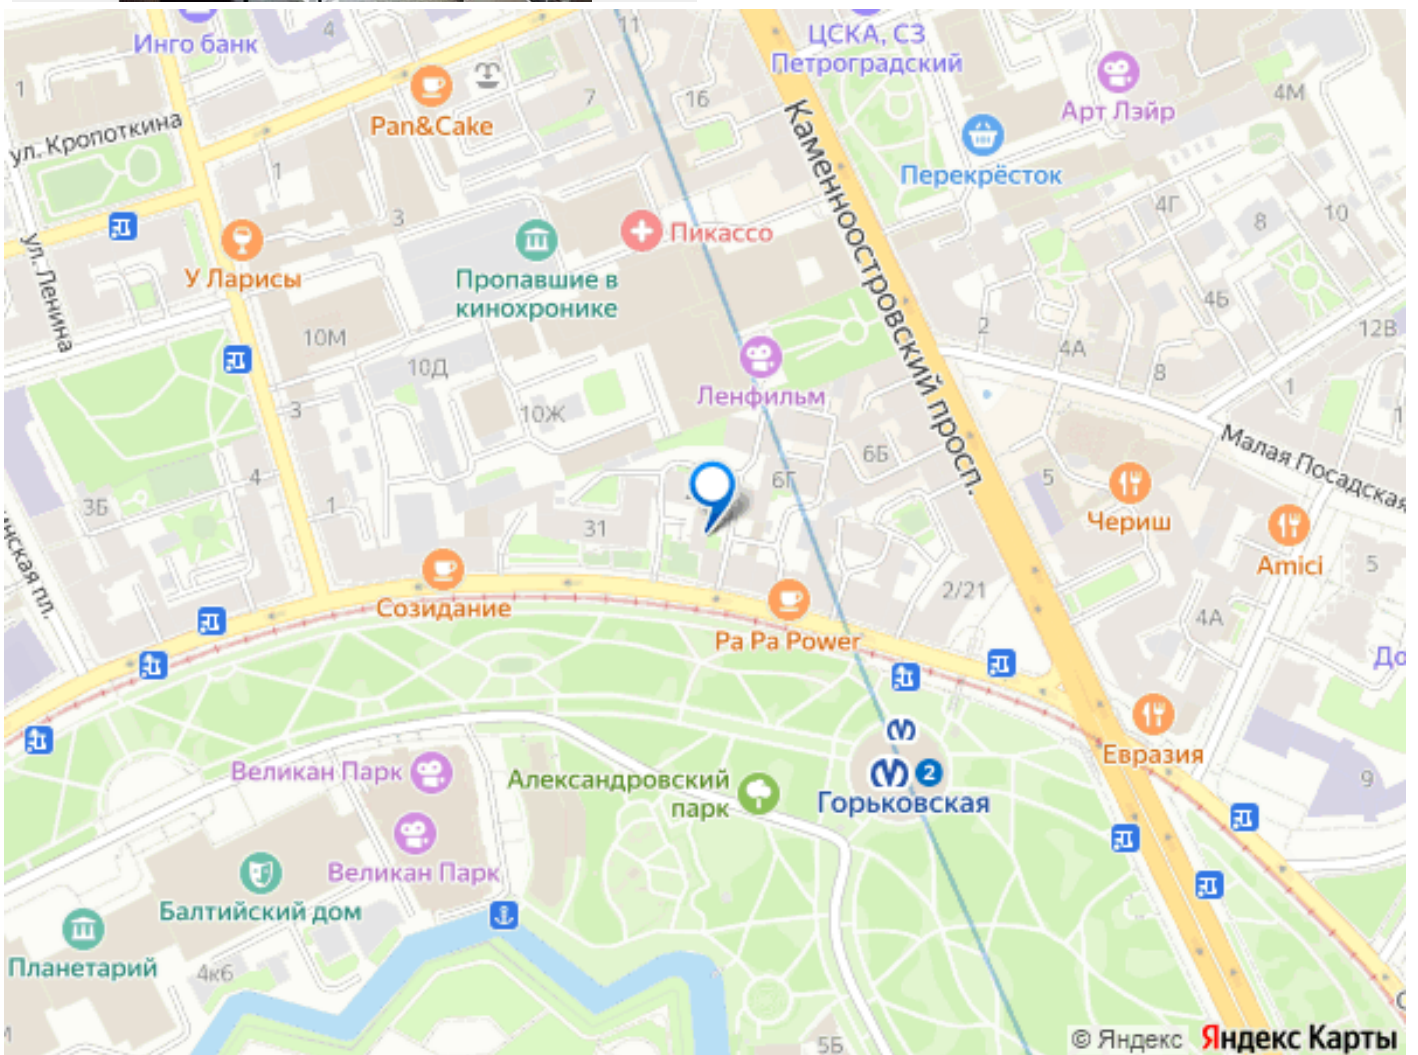 Инго банк
4
11
ЦСКА, СЗ
Петроградский
1
7
16
4М
Арт Лэйр
Pan&Cake
ул. Кропоткина
Каменноостровский просп.
Перекрёсток
1
3
4Г
8
10
У Ларисы
Пикассо
Пропавшие в
кинохронике
ул. Ленина
4Б
10М
2
12В
4А
10Д
8
Ленфильм
1
3
10Ж
6Б
Малая Посадская
4
6Г
5
3Б
1
31
Чериш
Amici
5
Созидание
2/21
4А
Pa Pa Power
Евразия
Великан Парк
Александровский
парк
2
Горьковская
9
Великан Парк
Балтийский дом
Планетарий
4к6
5Б
© Яндекс Яндекс Карты